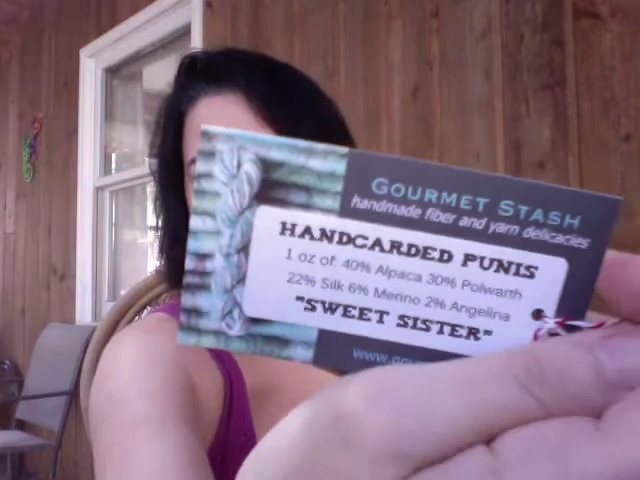 GOURMET STASH
handmade fiber and yarn delicacies
HANDCARDED PUNIS
1 oz of: 40% Alpaca 30% Polwarth
22% Silk 6% Merino 2% Angelina
"SWEET SISTER"